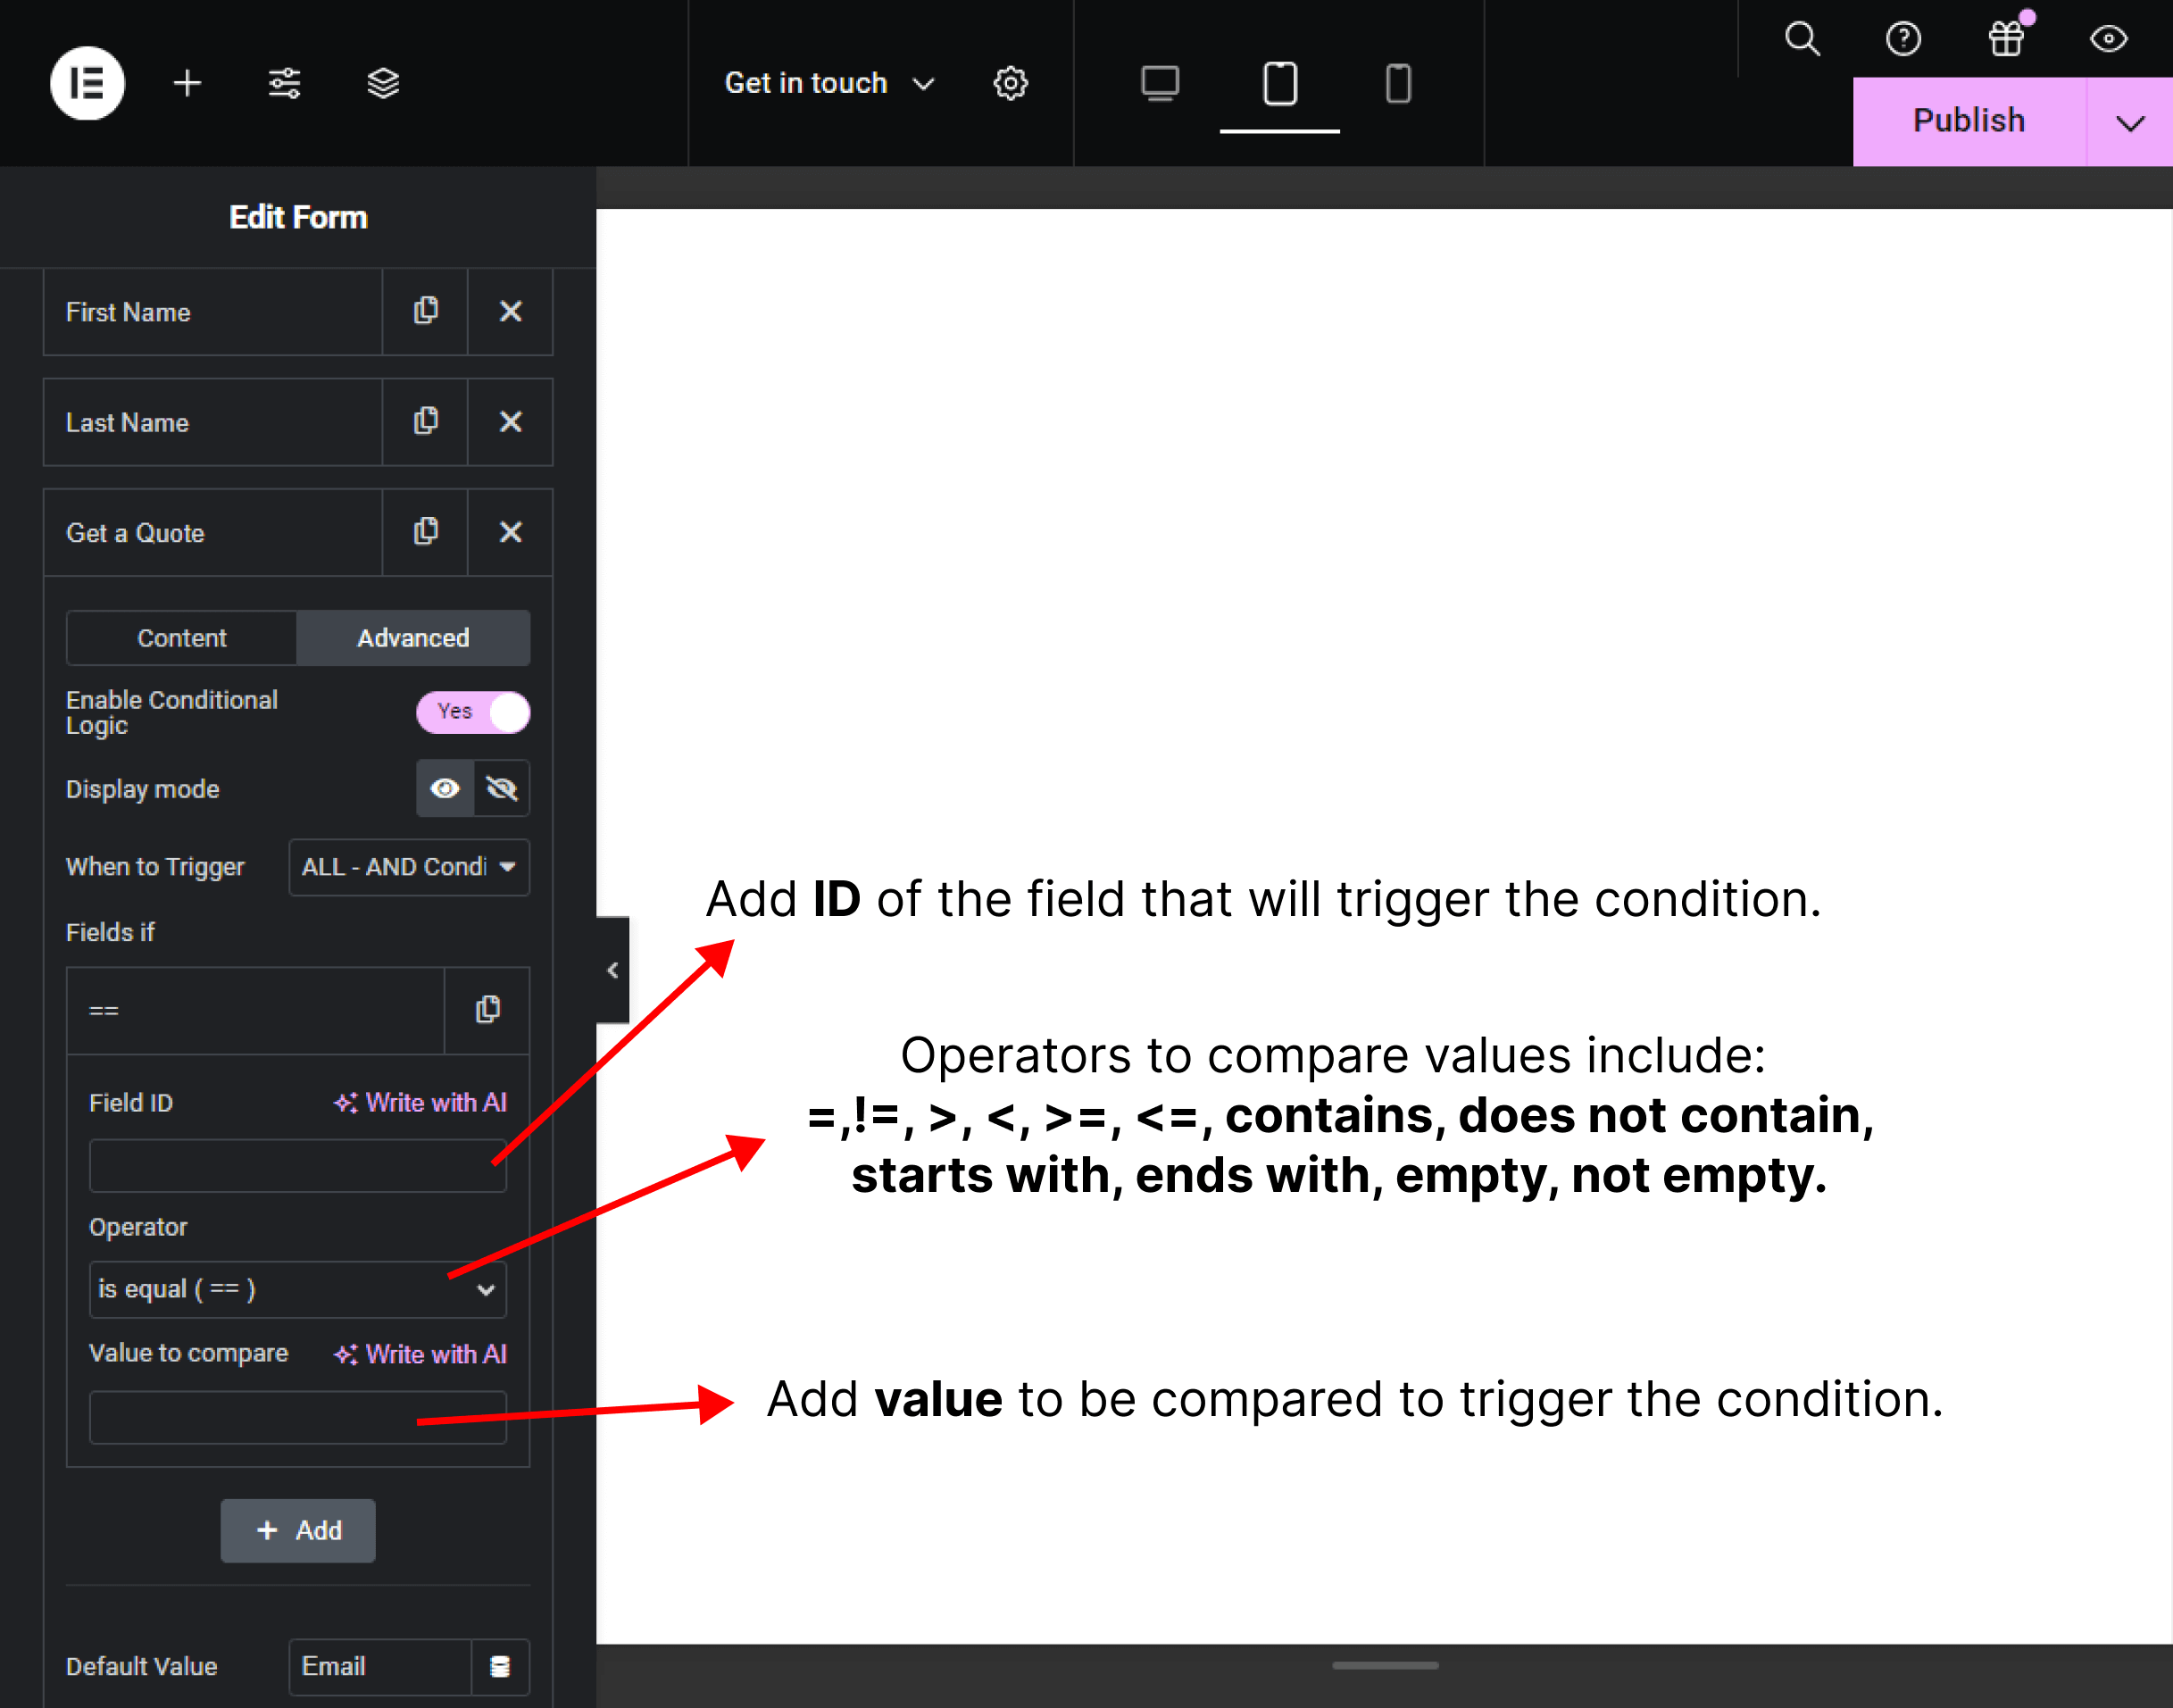 Get in touch
Publish
Edit Form
First Name
Last Name
Get a Quote
Content
Advanced
Enable Conditional
Logic
Yes
Display mode
When to Trigger
ALL - AND Condi
Fields if
==
Field ID
Write with AI
Operator
is equal ( == )
Value to compare
Write with AI
+ Add
Default Value
Email
Add ID of the field that will trigger the condition.
Operators to compare values include:
=,!=, >, <, >=, <=, contains, does not contain,
starts with, ends with, empty, not empty.
Add value to be compared to trigger the condition.